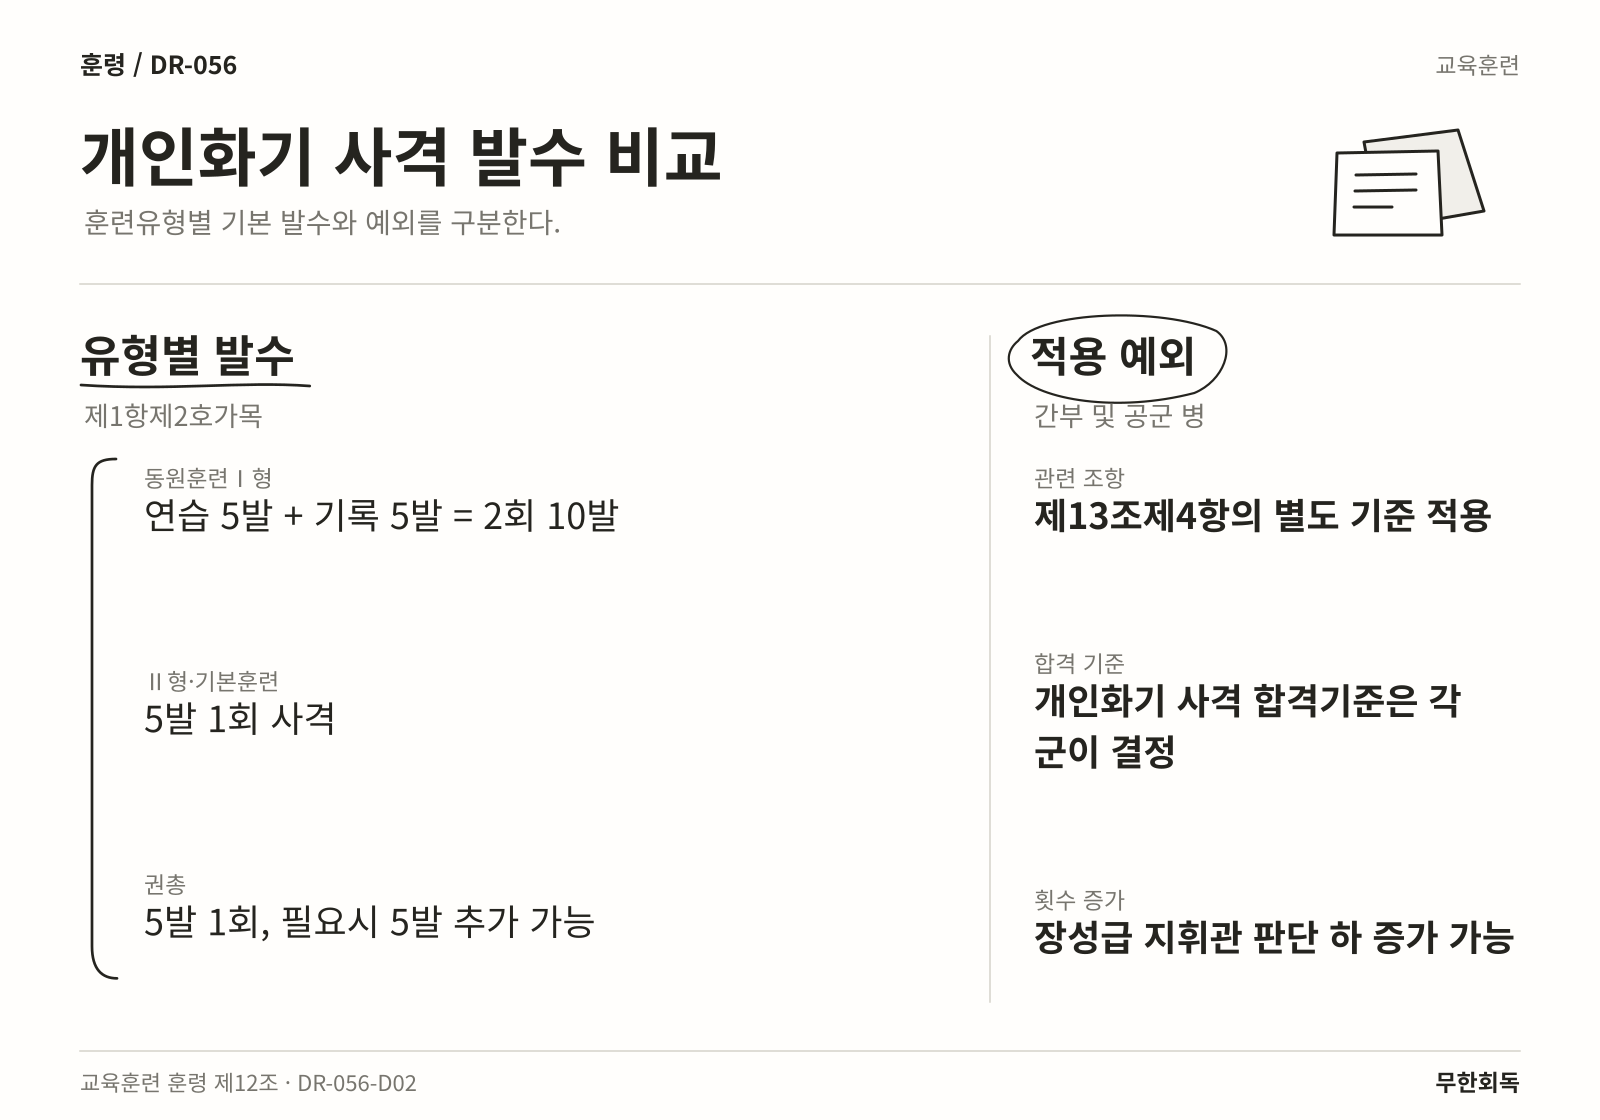 훈령 / DR-056
교육훈련
개인화기 사격 발수 비교
훈련유형별 기본 발수와 예외를 구분한다.
유형별 발수
제1항제2호가목
동원훈련Ⅰ형
연습 5발 + 기록 5발 = 2회 10발
Ⅱ형·기본훈련
5발 1회 사격
권총
5발 1회, 필요시 5발 추가 가능
적용 예외
간부 및 공군 병
관련 조항
제13조제4항의 별도 기준 적용
합격 기준
개인화기 사격 합격기준은 각
군이 결정
횟수 증가
장성급 지휘관 판단 하 증가 가능
교육훈련 훈령 제12조 · DR-056-D02
무한회독